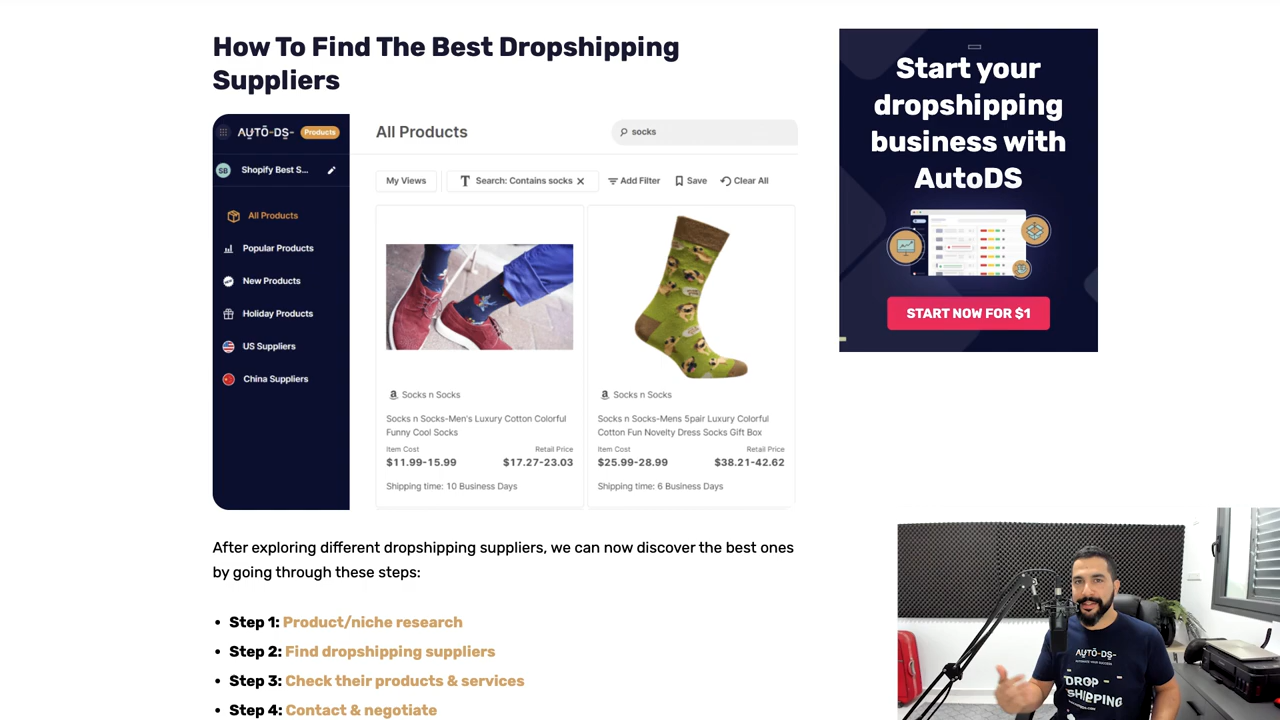 How To Find The Best Dropshipping
Suppliers
AUTO-DS- Products
SB Shopify Best S...
All Products
Popular Products
New Products
Holiday Products
US Suppliers
China Suppliers
All Products
socks
My Views
Search: Contains socks
Add Filter
Save
Clear All
Socks n Socks
Socks n Socks-Men's Luxury Cotton Colorful
Funny Cool Socks
Item Cost Retail Price
$11.99-15.99 $17.27-23.03
Shipping time: 10 Business Days
Socks n Socks
Socks n Socks-Mens 5pair Luxury Colorful
Cotton Fun Novelty Dress Socks Gift Box
Item Cost Retail Price
$25.99-28.99 $38.21-42.62
Shipping time: 6 Business Days
Start your
dropshipping
business with
AutoDS
START NOW FOR $1
After exploring different dropshipping suppliers, we can now discover the best ones
by going through these steps:
• Step 1: Product/niche research
• Step 2: Find dropshipping suppliers
• Step 3: Check their products & services
• Step 4: Contact & negotiate
AUTO-DS-
DROP
SHIPPING